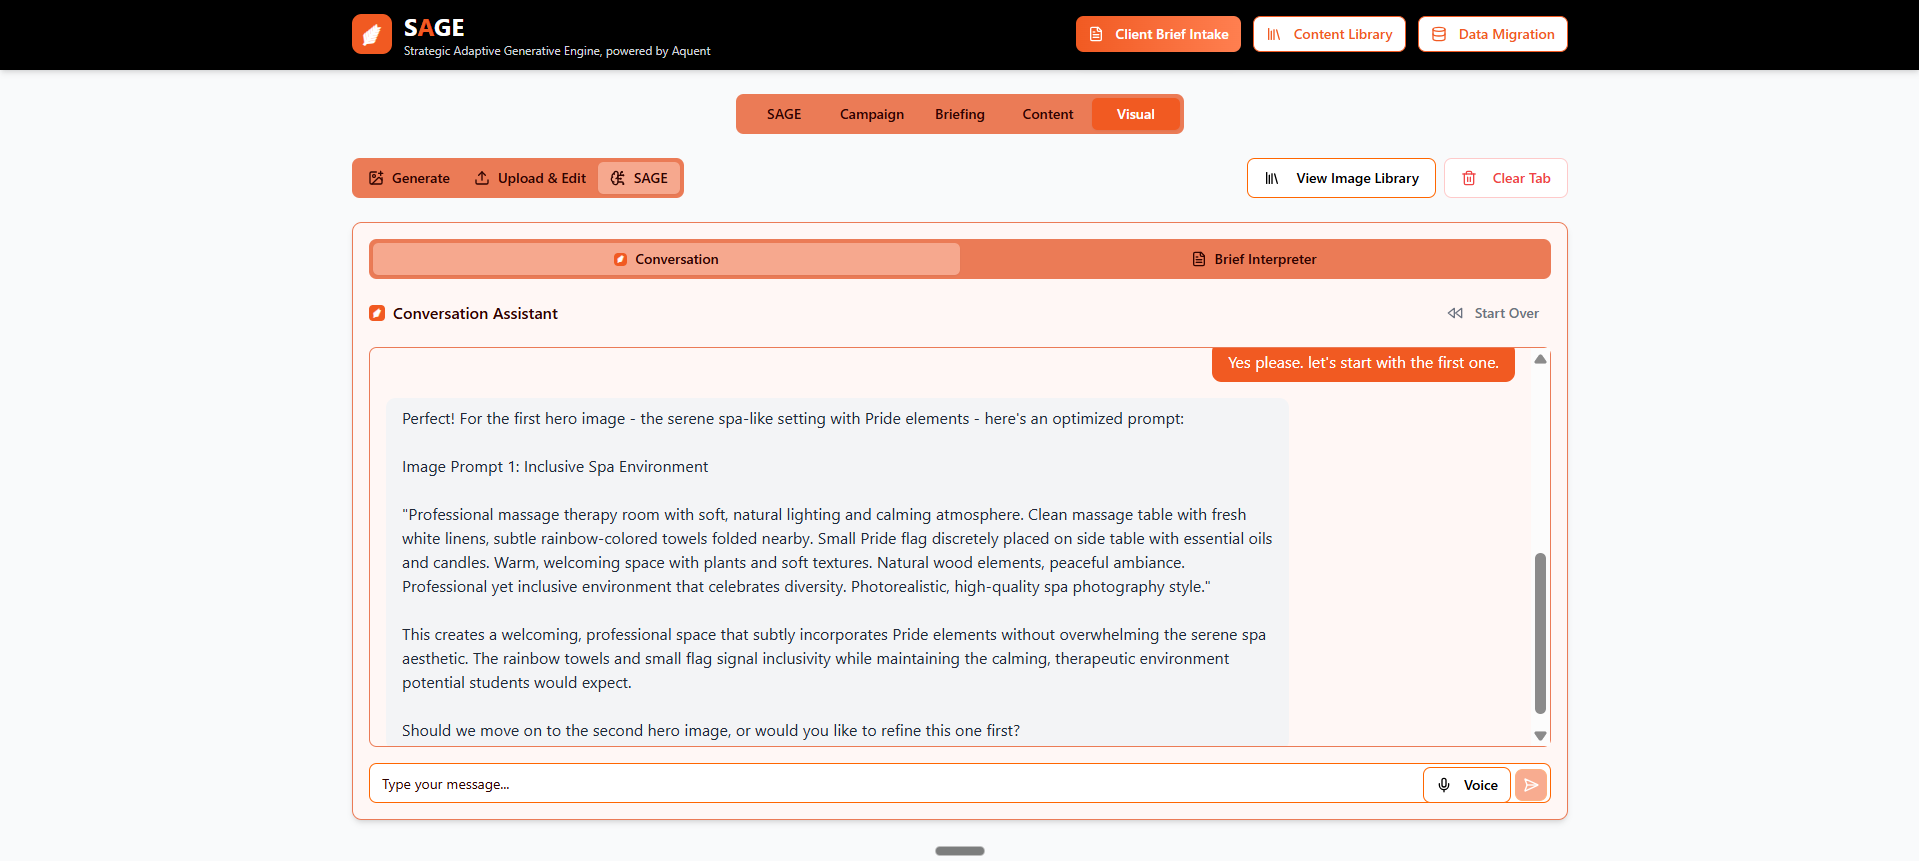 SAGE
Strategic Adaptive Generative Engine, powered by Aquent
Client Brief Intake
Content Library
Data Migration
SAGE
Campaign
Briefing
Content
Visual
Generate
Upload & Edit
SAGE
View Image Library
Clear Tab
Conversation
Brief Interpreter
Conversation Assistant
Start Over
Yes please. let's start with the first one.
Perfect! For the first hero image - the serene spa-like setting with Pride elements - here's an optimized prompt:
Image Prompt 1: Inclusive Spa Environment
"Professional massage therapy room with soft, natural lighting and calming atmosphere. Clean massage table with fresh
white linens, subtle rainbow-colored towels folded nearby. Small Pride flag discretely placed on side table with essential oils
and candles. Warm, welcoming space with plants and soft textures. Natural wood elements, peaceful ambiance.
Professional yet inclusive environment that celebrates diversity. Photorealistic, high-quality spa photography style."
This creates a welcoming, professional space that subtly incorporates Pride elements without overwhelming the serene spa
aesthetic. The rainbow towels and small flag signal inclusivity while maintaining the calming, therapeutic environment
potential students would expect.
Should we move on to the second hero image, or would you like to refine this one first?
Type your message...
Voice